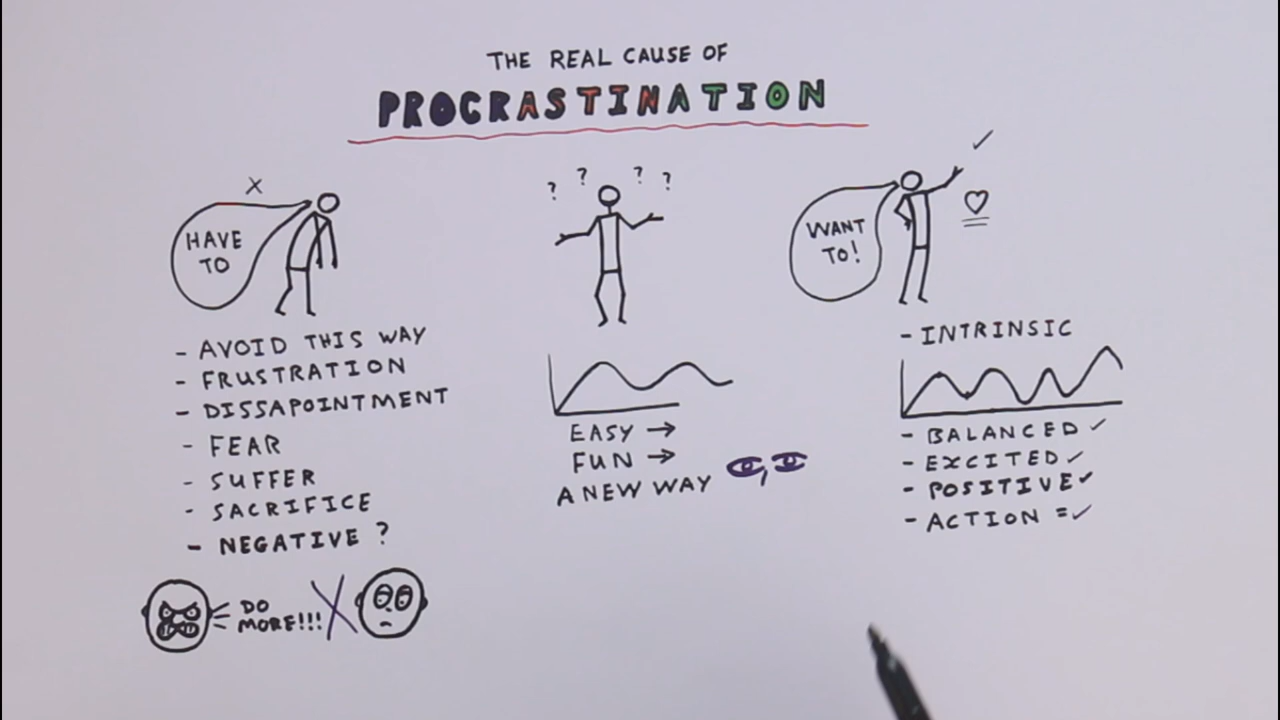 THE REAL CAUSE OF
PROCRASTINATION
X
HAVE
TO
- AVOID THIS WAY
- FRUSTRATION
- DISSAPOINTMENT
- FEAR
- SUFFER
- SACRIFICE
- NEGATIVE ?
DO
MORE!!!
? ? ? ?
EASY →
FUN →
A NEW WAY
✓
WANT
TO!
- INTRINSIC
- BALANCED ✓
- EXCITED ✓
- POSITIVE ✓
- ACTION = ✓